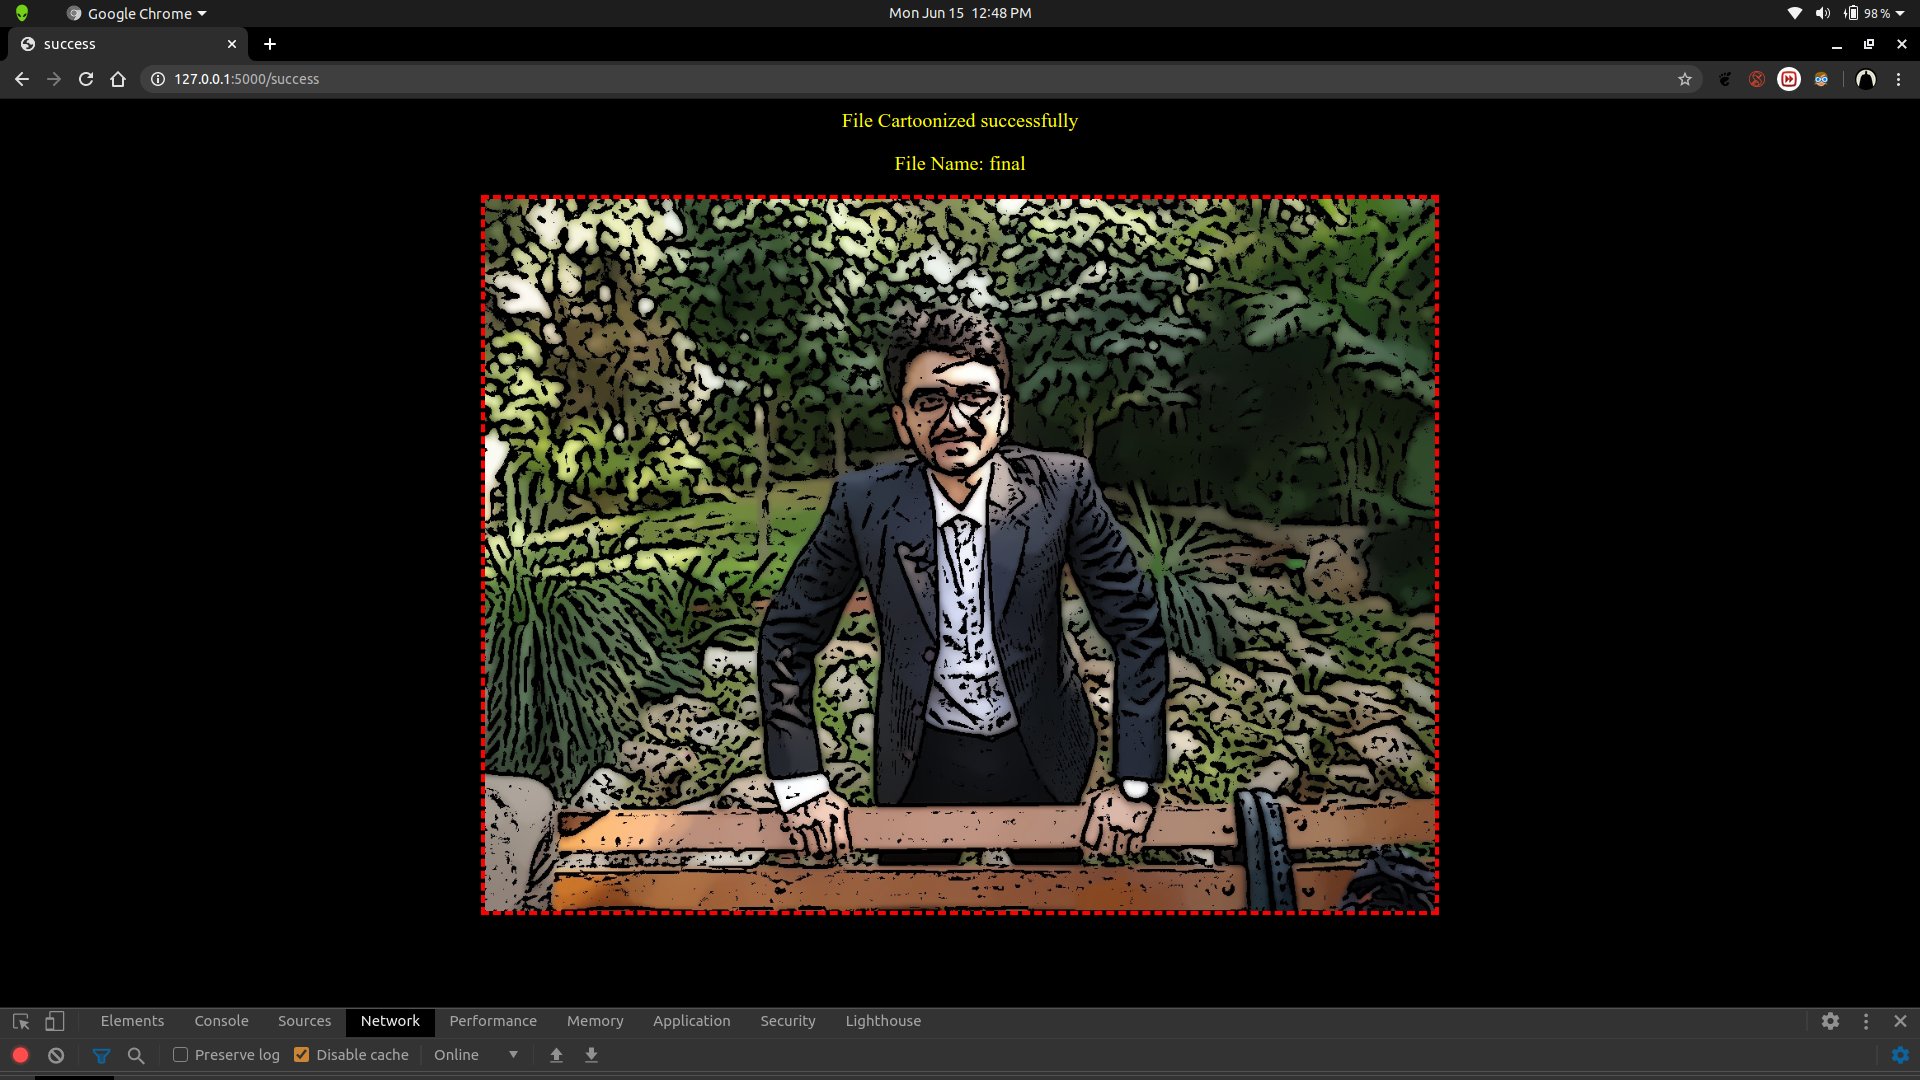 Google Chrome
Mon Jun 15 12:48 PM
98 %
success
127.0.0.1:5000/success
File Cartoonized successfully
File Name: final
Elements Console Sources Network Performance Memory Application Security Lighthouse
Preserve log Disable cache Online